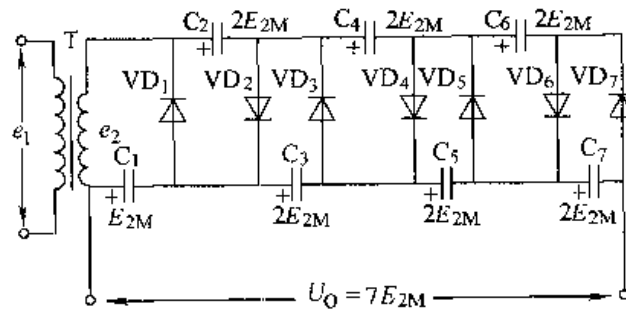 C₂ 2E₂M C₄ 2E₂M C₆ 2E₂M
T + + +
VD₁ VD₂ VD₃ VD₄ VD₅ VD₆ VD₇
e₁ e₂
C₁ C₃ C₅ C₇
+ + + +
E₂M 2E₂M 2E₂M 2E₂M
U_O = 7E₂M